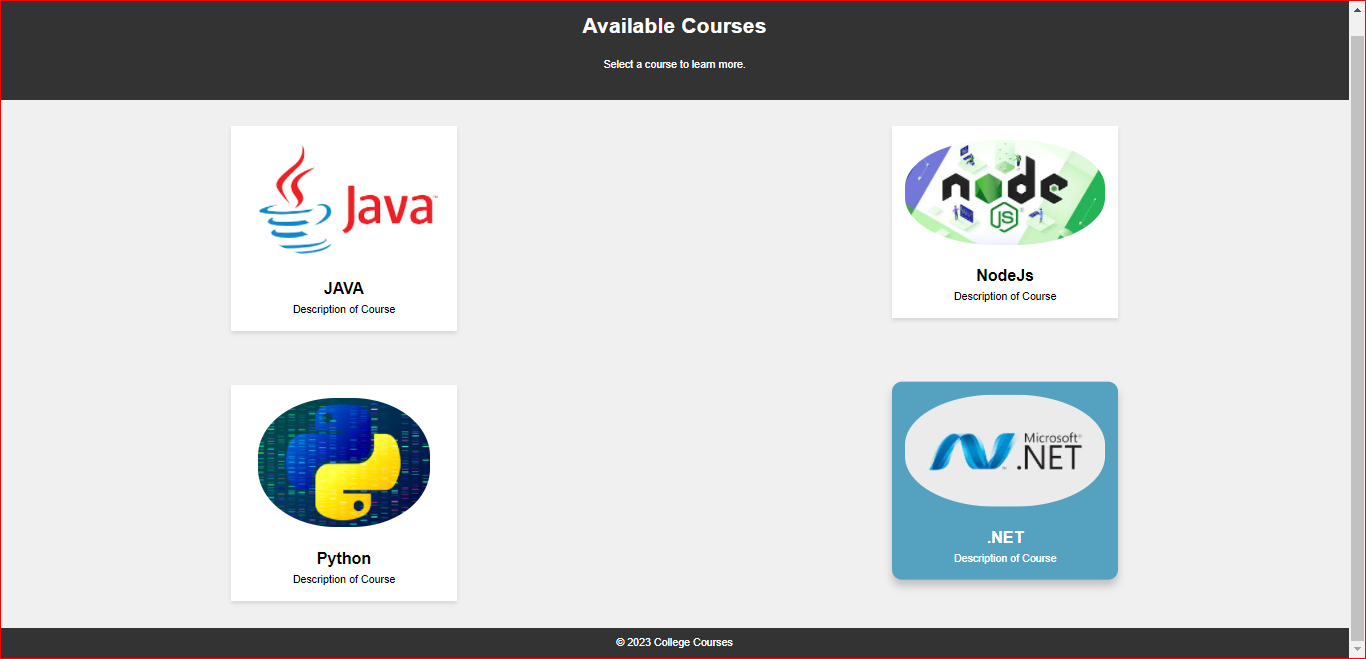 Available Courses
Select a course to learn more.
Java™
JAVA
Description of Course
node
JS
NodeJs
Description of Course
Python
Description of Course
Microsoft®
.NET
.NET
Description of Course
© 2023 College Courses